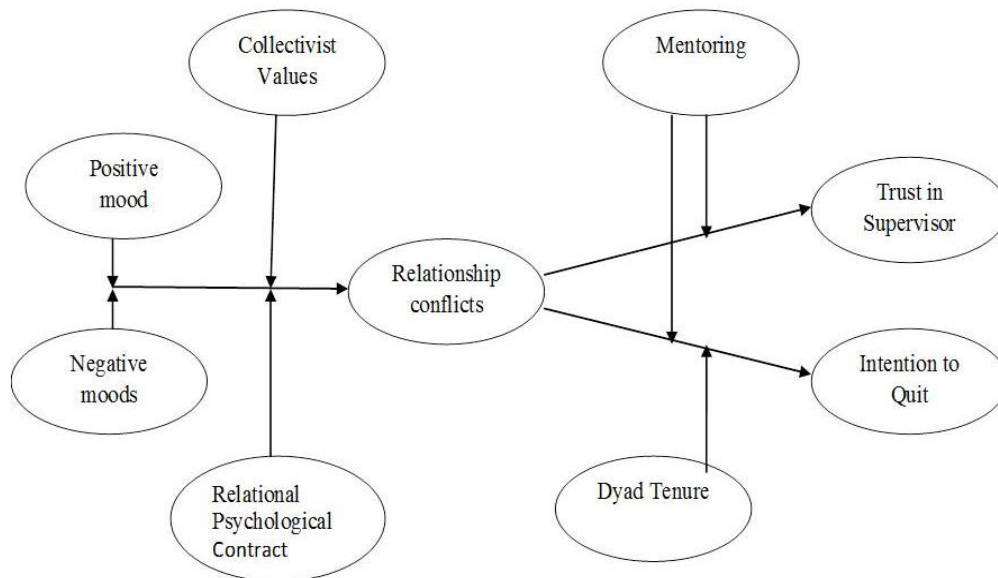 Collectivist
Values
Mentoring
Positive
mood
Trust in
Supervisor
Relationship
conflicts
Negative
moods
Intention to
Quit
Relational
Psychological
Contract
Dyad Tenure